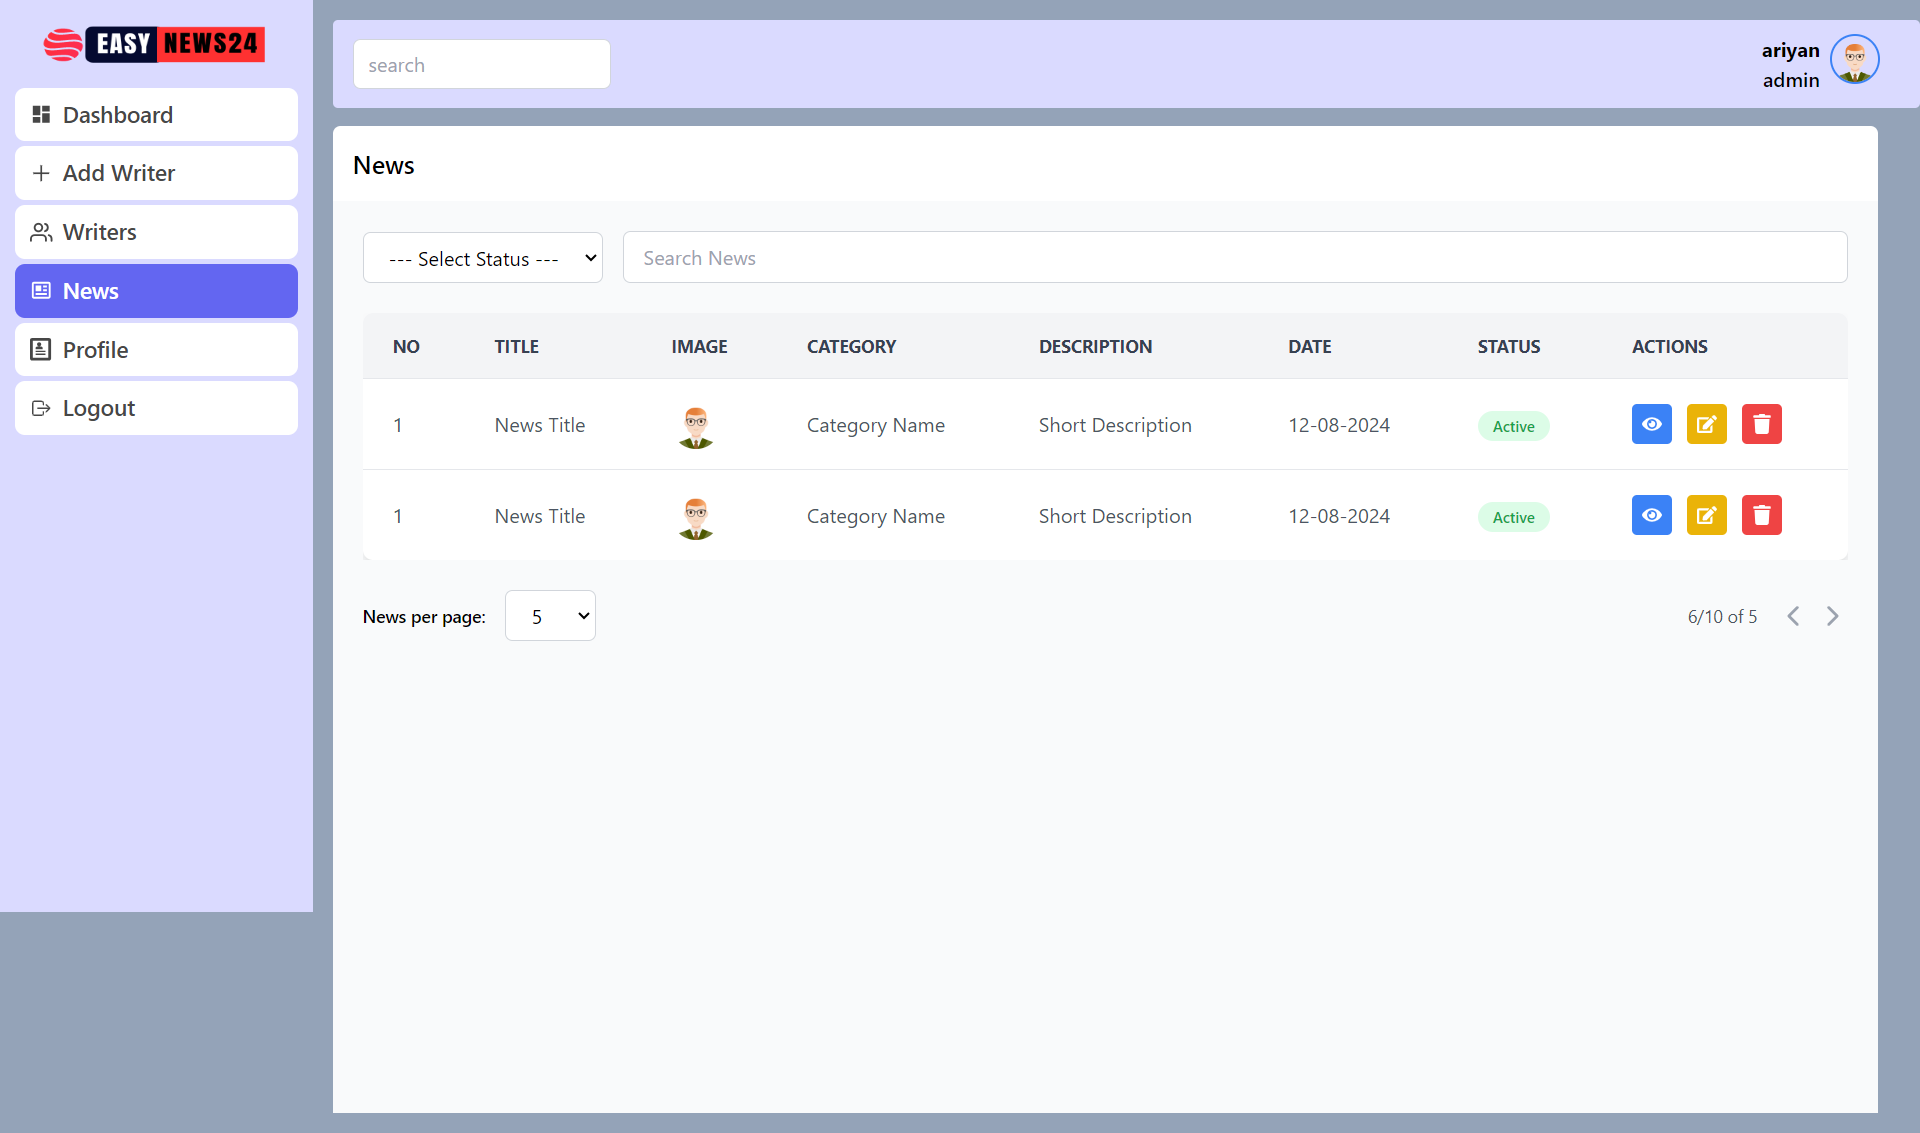 EASY NEWS24
Dashboard
Add Writer
Writers
News
Profile
Logout
search
ariyan
admin
News
--- Select Status ---
Search News
NO TITLE IMAGE CATEGORY DESCRIPTION DATE STATUS ACTIONS
1 News Title Category Name Short Description 12-08-2024 Active
1 News Title Category Name Short Description 12-08-2024 Active
News per page: 5 6/10 of 5